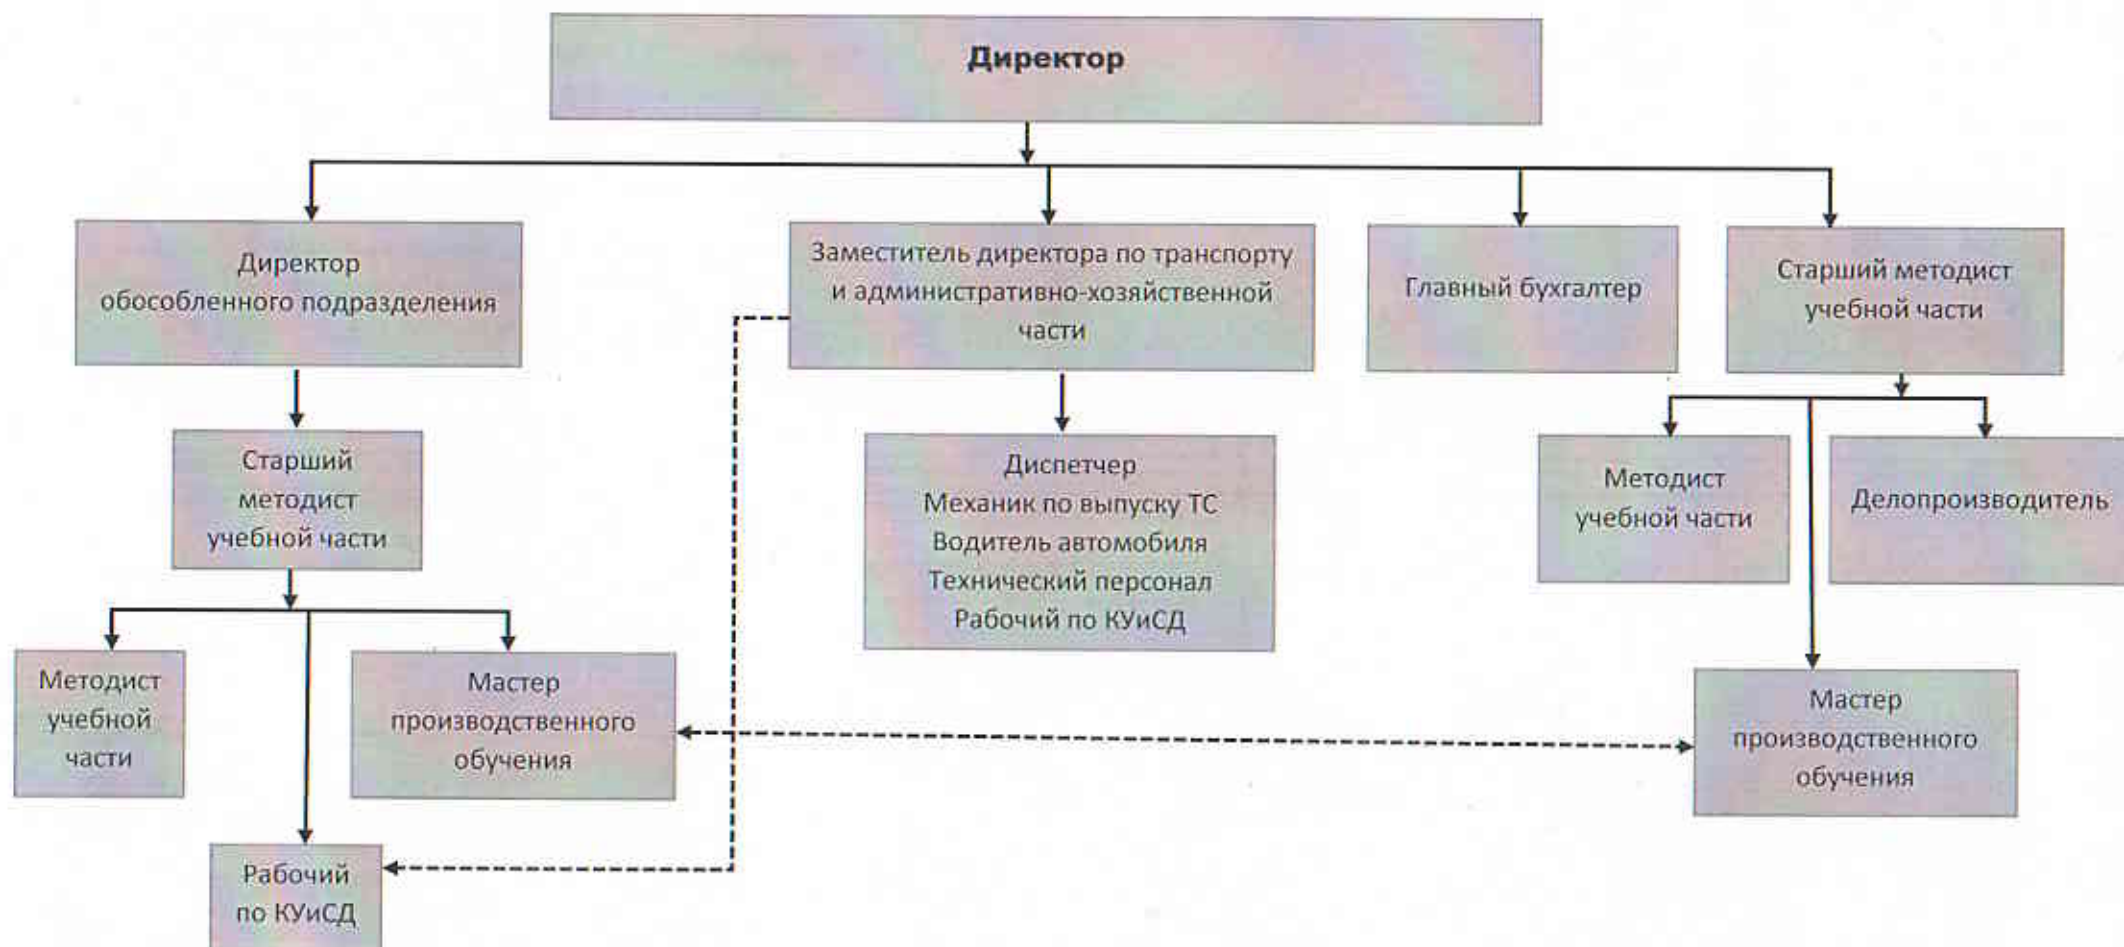 Директор
Директор
обособленного подразделения
Заместитель директора по транспорту
и административно-хозяйственной
части
Главный бухгалтер
Старший методист
учебной части
Старший
методист
учебной части
Диспетчер
Механик по выпуску ТС
Водитель автомобиля
Технический персонал
Рабочий по КУиСД
Методист
учебной части
Делопроизводитель
Методист
учебной
части
Мастер
производственного
обучения
Мастер
производственного
обучения
Рабочий
по КУиСД